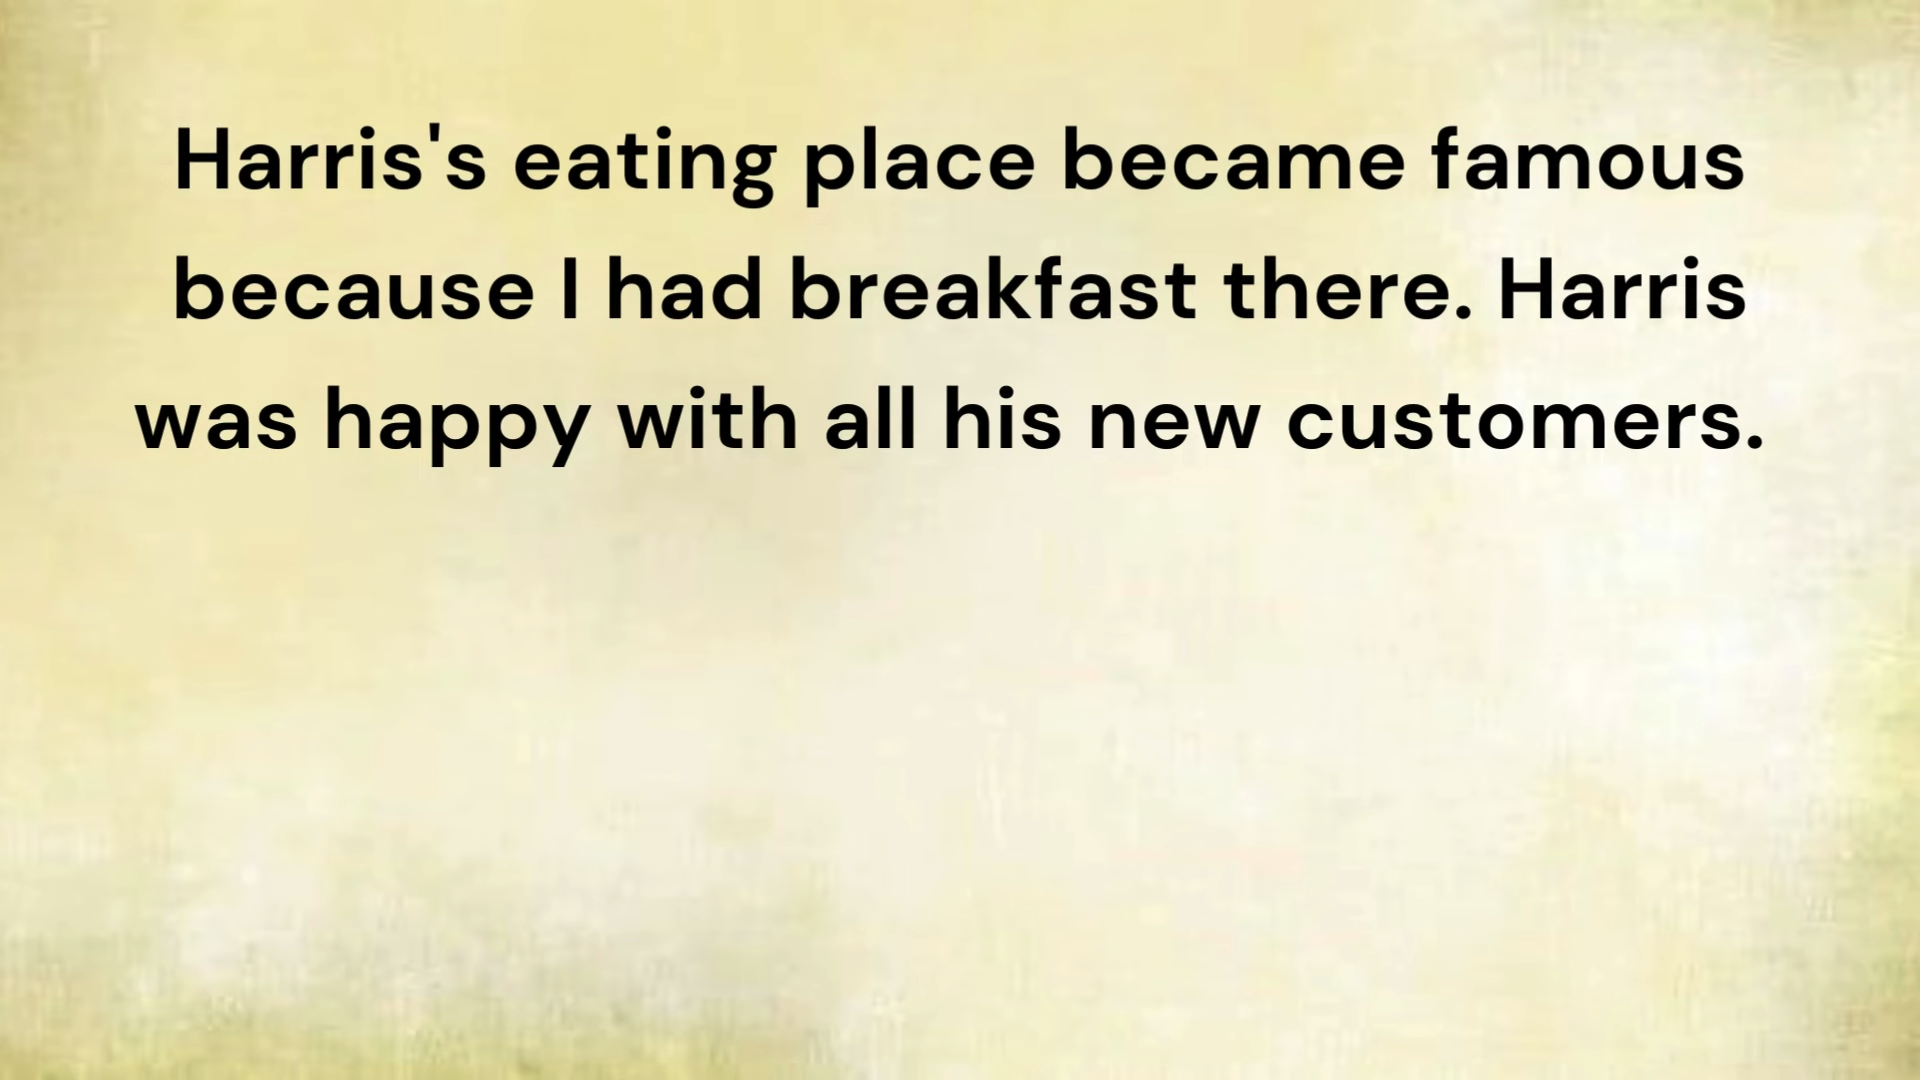 Harris's eating place became famous
because I had breakfast there. Harris
was happy with all his new customers.